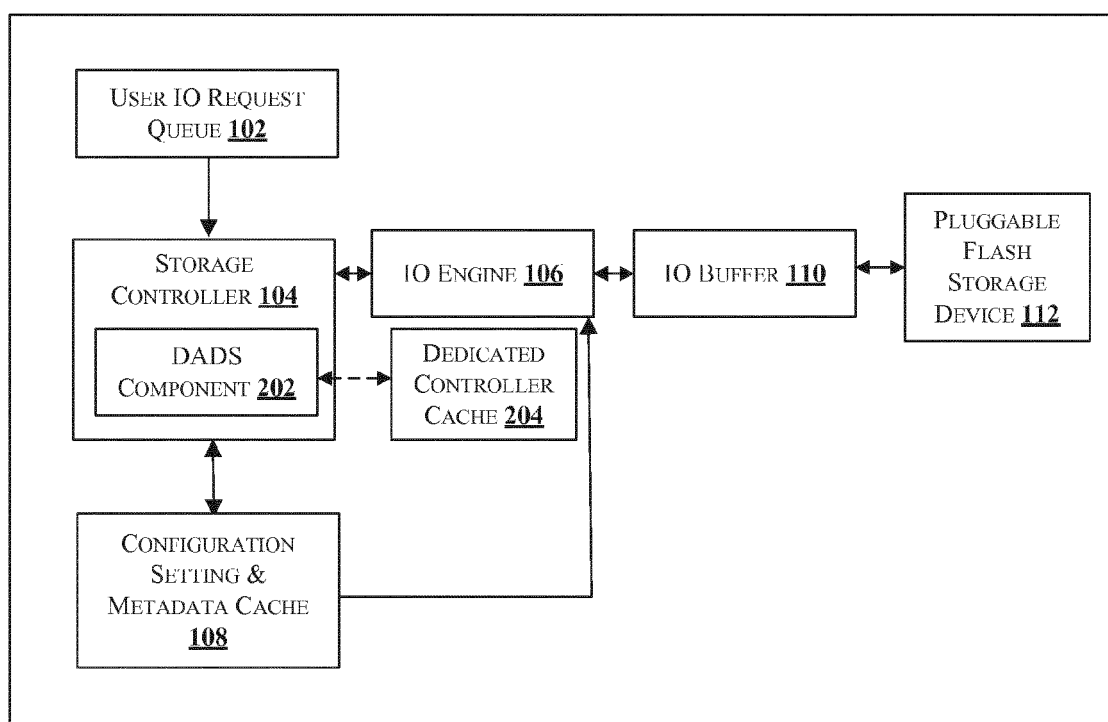 USER IO REQUEST
QUEUE 102
STORAGE
CONTROLLER 104
DADS
COMPONENT 202
IO ENGINE 106
DEDICATED
CONTROLLER
CACHE 204
IO BUFFER 110
PLUGGABLE
FLASH
STORAGE
DEVICE 112
CONFIGURATION
SETTING &
METADATA CACHE
108